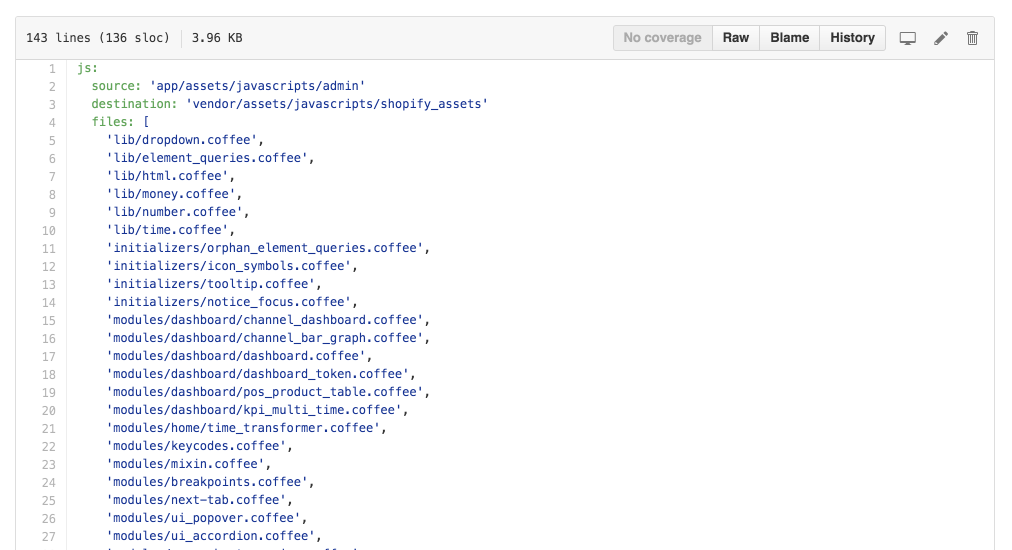 143 lines (136 sloc) 3.96 KB No coverage Raw Blame History
1 js:
2 source: 'app/assets/javascripts/admin'
3 destination: 'vendor/assets/javascripts/shopify_assets'
4 files: [
5 'lib/dropdown.coffee',
6 'lib/element_queries.coffee',
7 'lib/html.coffee',
8 'lib/money.coffee',
9 'lib/number.coffee',
10 'lib/time.coffee',
11 'initializers/orphan_element_queries.coffee',
12 'initializers/icon_symbols.coffee',
13 'initializers/tooltip.coffee',
14 'initializers/notice_focus.coffee',
15 'modules/dashboard/channel_dashboard.coffee',
16 'modules/dashboard/channel_bar_graph.coffee',
17 'modules/dashboard/dashboard.coffee',
18 'modules/dashboard/dashboard_token.coffee',
19 'modules/dashboard/pos_product_table.coffee',
20 'modules/dashboard/kpi_multi_time.coffee',
21 'modules/home/time_transformer.coffee',
22 'modules/keycodes.coffee',
23 'modules/mixin.coffee',
24 'modules/breakpoints.coffee',
25 'modules/next-tab.coffee',
26 'modules/ui_popover.coffee',
27 'modules/ui_accordion.coffee',